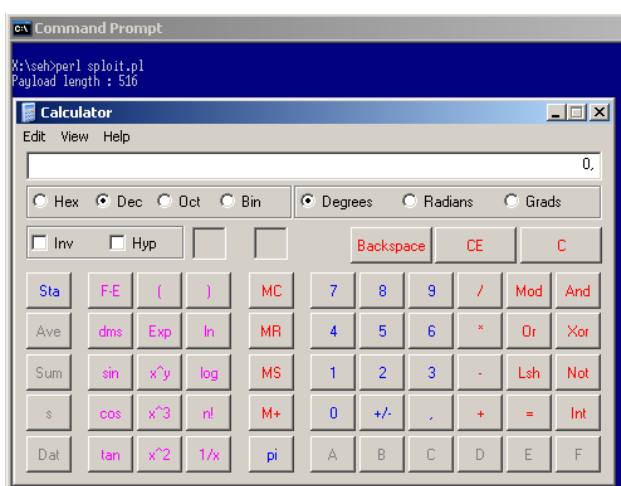 Command Prompt
X:\seh>perl sploit.pl
Payload length : 516
Calculator
Edit View Help
0,
Hex Dec Oct Bin Degrees Radians Grads
Inv Hyp Backspace CE C
Sta F-E ( ) MC 7 8 9 / Mod And
Ave dms Exp ln MR 4 5 6 * Or Xor
Sum sin x^y log MS 1 2 3 - Lsh Not
s cos x^3 n! M+ 0 +/- , + = Int
Dat tan x^2 1/x pi A B C D E F